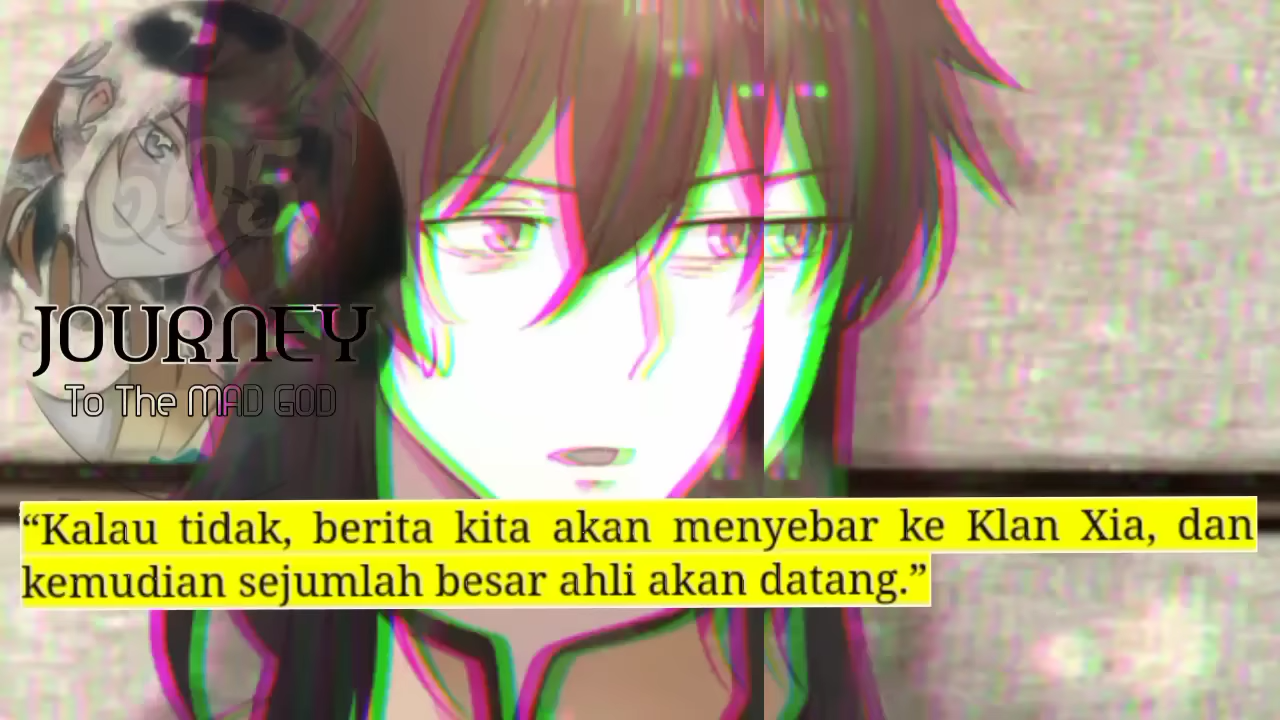 605
JOURNEY
To The MAD GOD
“Kalau tidak, berita kita akan menyebar ke Klan Xia, dan
kemudian sejumlah besar ahli akan datang.”